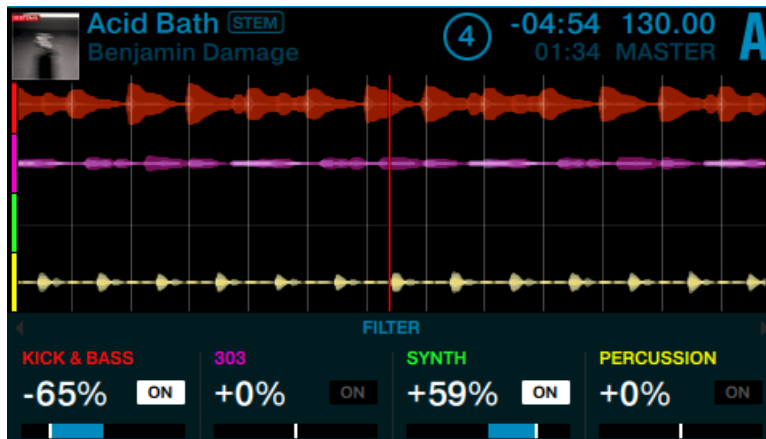 Acid Bath STEM
Benjamin Damage
4
-04:54 130.00
01:34 MASTER
A
FILTER
KICK & BASS 303 SYNTH PERCUSSION
-65% ON +0% ON +59% ON +0% ON